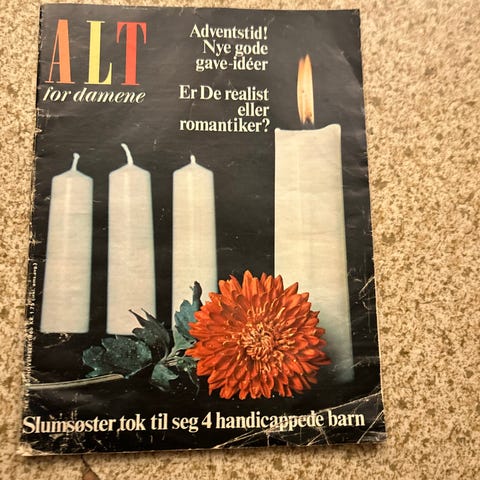 ALT
for damene
Adventstid!
Nye gode
gave-idéer
Er De realist
eller
romantiker?
Slumsøster tok til seg 4 handicappede barn